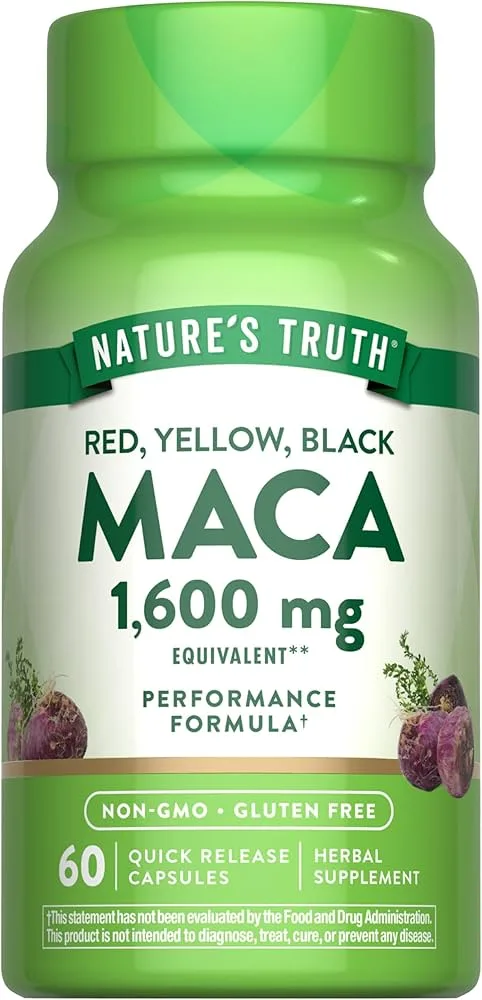 NATURE'S TRUTH®
RED, YELLOW, BLACK
MACA
1,600 mg
EQUIVALENT**
PERFORMANCE
FORMULA†
NON-GMO • GLUTEN FREE
60 QUICK RELEASE CAPSULES HERBAL SUPPLEMENT
†This statement has not been evaluated by the Food and Drug Administration.
This product is not intended to diagnose, treat, cure, or prevent any disease.